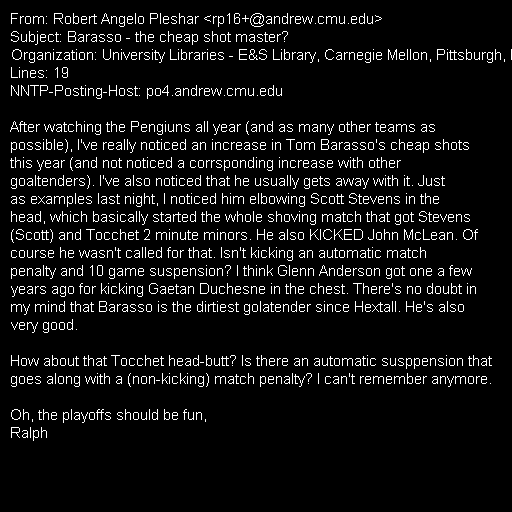 From: Robert Angelo Pleshar <rp16+@andrew.cmu.edu>
Subject: Barasso - the cheap shot master?
Organization: University Libraries - E&S Library, Carnegie Mellon, Pittsburgh,
Lines: 19
NNTP-Posting-Host: po4.andrew.cmu.edu

After watching the Pengiuns all year (and as many other teams as
possible), I've really noticed an increase in Tom Barasso's cheap shots
this year (and not noticed a corrsponding increase with other
goaltenders). I've also noticed that he usually gets away with it. Just
as examples last night, I noticed him elbowing Scott Stevens in the
head, which basically started the whole shoving match that got Stevens
(Scott) and Tocchet 2 minute minors. He also KICKED John McLean. Of
course he wasn't called for that. Isn't kicking an automatic match
penalty and 10 game suspension? I think Glenn Anderson got one a few
years ago for kicking Gaetan Duchesne in the chest. There's no doubt in
my mind that Barasso is the dirtiest golatender since Hextall. He's also
very good.

How about that Tocchet head-butt? Is there an automatic susppension that
goes along with a (non-kicking) match penalty? I can't remember anymore.

Oh, the playoffs should be fun,
Ralph